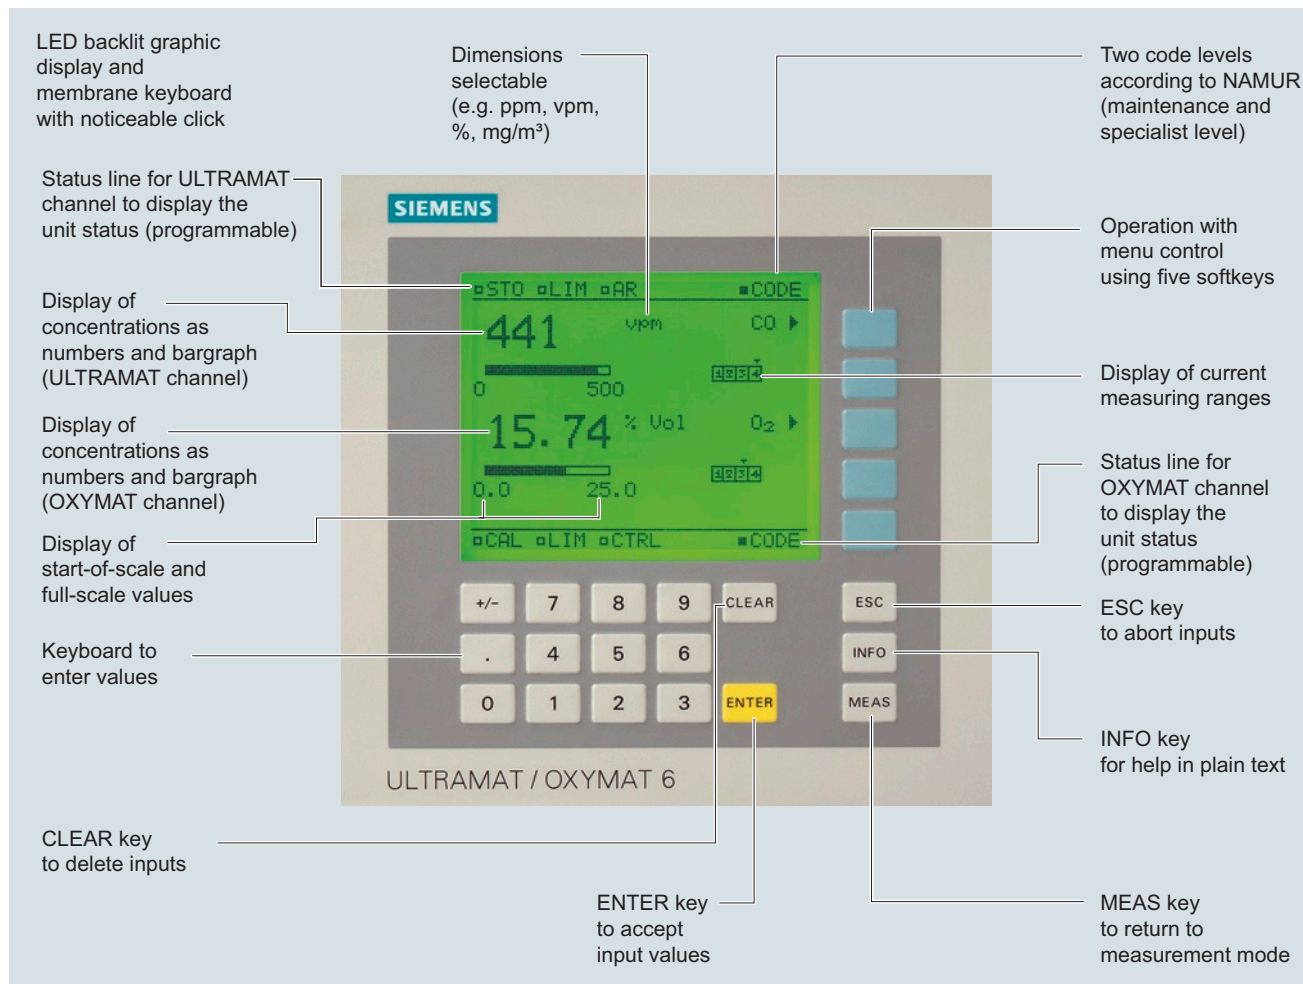 LED backlit graphic
display and
membrane keyboard
with noticeable click
Dimensions
selectable
(e.g. ppm, vpm,
%, mg/m³)
Two code levels
according to NAMUR
(maintenance and
specialist level)
Status line for ULTRAMAT
channel to display the
unit status (programmable)
Display of
concentrations as
numbers and bargraph
(ULTRAMAT channel)
Display of
concentrations as
numbers and bargraph
(OXYMAT channel)
Display of
start-of-scale and
full-scale values
Keyboard to
enter values
CLEAR key
to delete inputs
SIEMENS
STO LIM AR CODE
441 vpm CO
0 500 1 2 3 4
15.74 % Vol O₂
1 2 3 4
0.0 25.0
CAL LIM CTRL CODE
+/- 7 8 9 CLEAR ESC
. 4 5 6 INFO
0 1 2 3 ENTER MEAS
ULTRAMAT / OXYMAT 6
Operation with
menu control
using five softkeys
Display of current
measuring ranges
Status line for
OXYMAT channel
to display the
unit status
(programmable)
ESC key
to abort inputs
INFO key
for help in plain text
ENTER key
to accept
input values
MEAS key
to return to
measurement mode